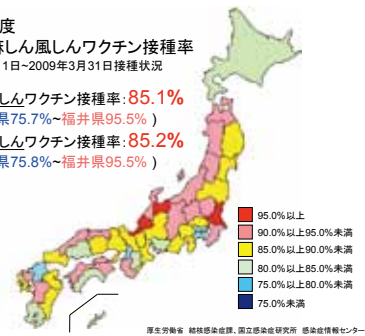 度
麻しん風しんワクチン接種率
1日~2009年3月31日接種状況
しんワクチン接種率:85.1%
県75.7%~福井県95.5% )
しんワクチン接種率:85.2%
県75.8%~福井県95.5% )
95.0%以上
90.0%以上95.0%未満
85.0%以上90.0%未満
80.0%以上85.0%未満
75.0%以上80.0%未満
75.0%未満
厚生労働省 結核感染症課、国立感染症研究所 感染症情報センター